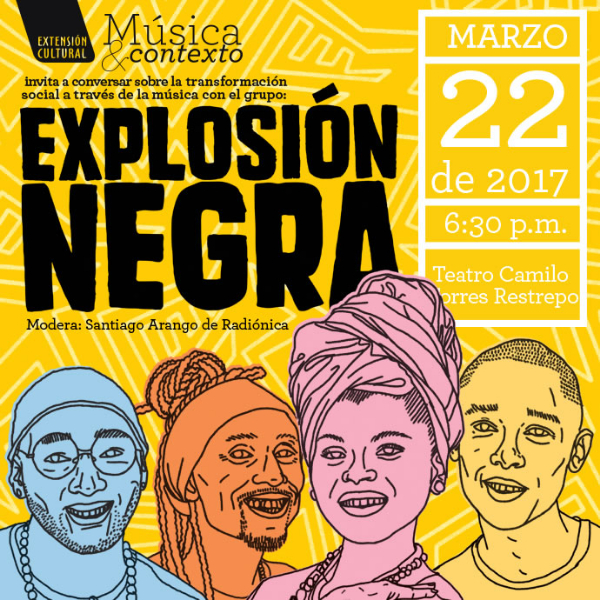 EXTENSIÓN
CULTURAL
Música
&contexto
invita a conversar sobre la transformación
social a través de la música con el grupo:
EXPLOSIÓN
NEGRA
Modera: Santiago Arango de Radiónica
MARZO
22
de 2017
6:30 p.m.
Teatro Camilo
Torres Restrepo